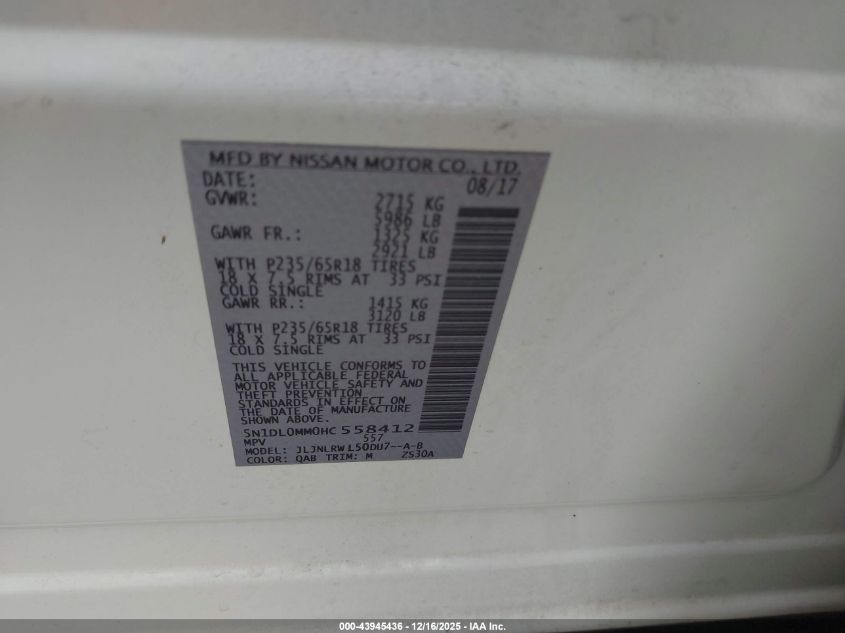 MFD BY NISSAN MOTOR CO., LTD.
DATE: 08/17
GVWR: 2715 KG
5986 LB
GAWR FR.: 1325 KG
2921 LB
WITH P235/65R18 TIRES
18 X 7.5 RIMS AT 33 PSI
COLD SINGLE
GAWR RR.: 1415 KG
3120 LB
WITH P235/65R18 TIRES
18 X 7.5 RIMS AT 33 PSI
COLD SINGLE
THIS VEHICLE CONFORMS TO
ALL APPLICABLE FEDERAL
MOTOR VEHICLE SAFETY AND
THEFT PREVENTION
STANDARDS IN EFFECT ON
THE DATE OF MANUFACTURE
SHOWN ABOVE.
5N1DL0MM0HC558412
MPV 557
MODEL: JLJNLRWL50DU7--A-B
COLOR: QAB TRIM: M ZS30A
000-43945436 - 12/16/2025 - IAA Inc.